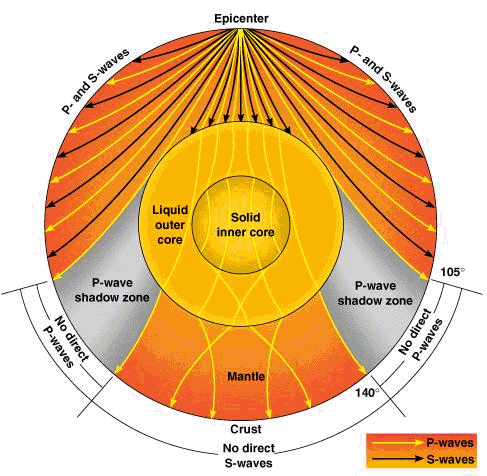 Epicenter
P- and S-waves
P- and S-waves
Liquid
outer
core
Solid
inner core
P-wave
shadow zone
P-wave
shadow zone
105°
No direct
P-waves
No direct
P-waves
Mantle
140°
Crust
No direct
S-waves
P-waves
S-waves